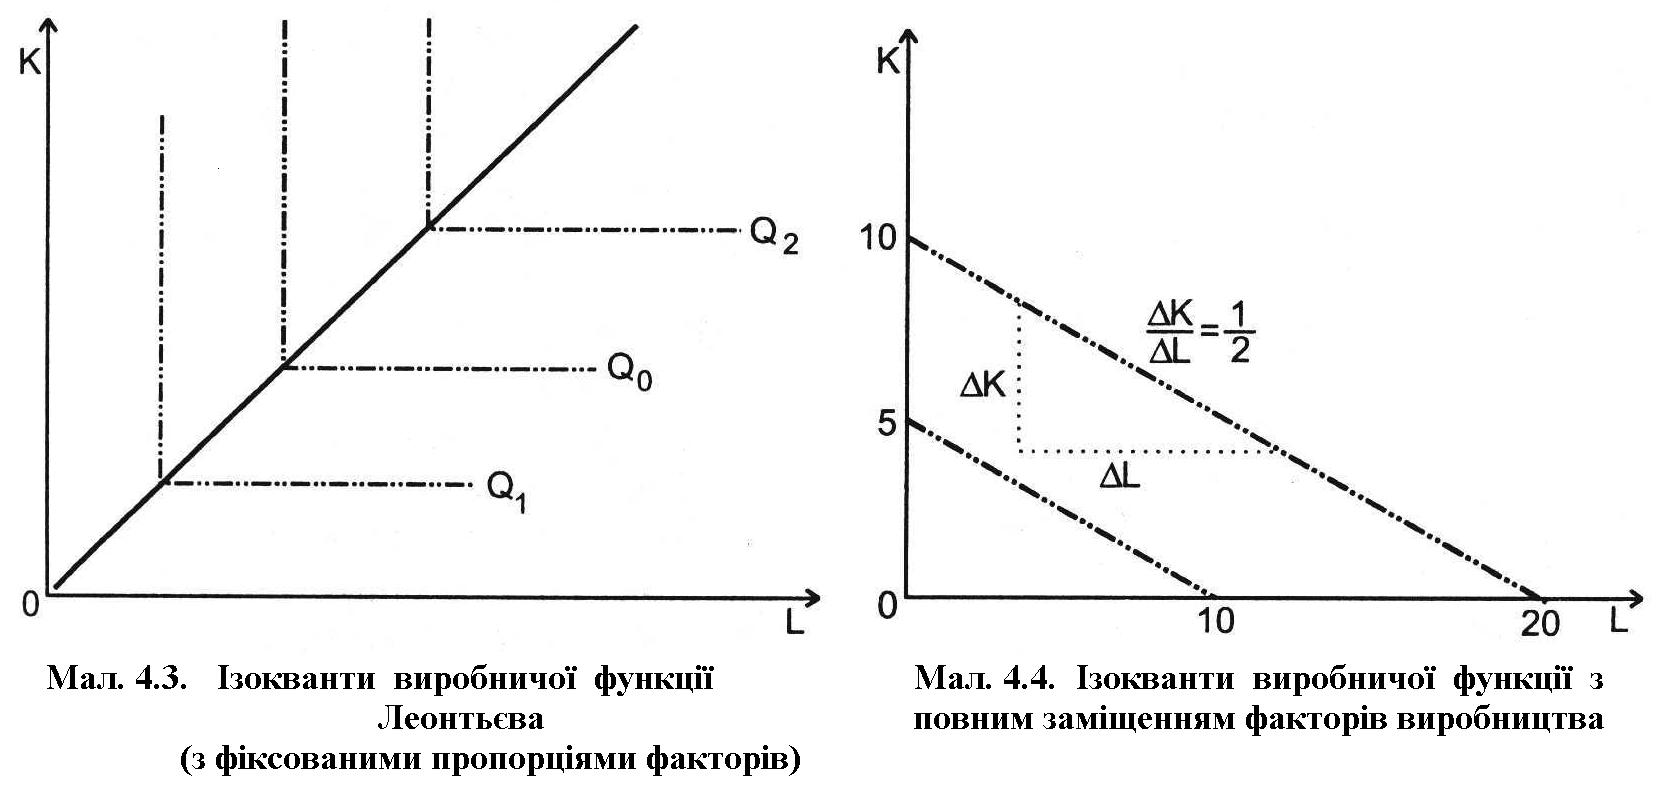 K
Q2
Q0
Q1
0
L
Мал. 4.3. Ізокванти виробничої функції
Леонтьєва
(з фіксованими пропорціями факторів)
K
10
ΔK/ΔL = 1/2
ΔK
5
ΔL
0
10
20
L
Мал. 4.4. Ізокванти виробничої функції з
повним заміщенням факторів виробництва